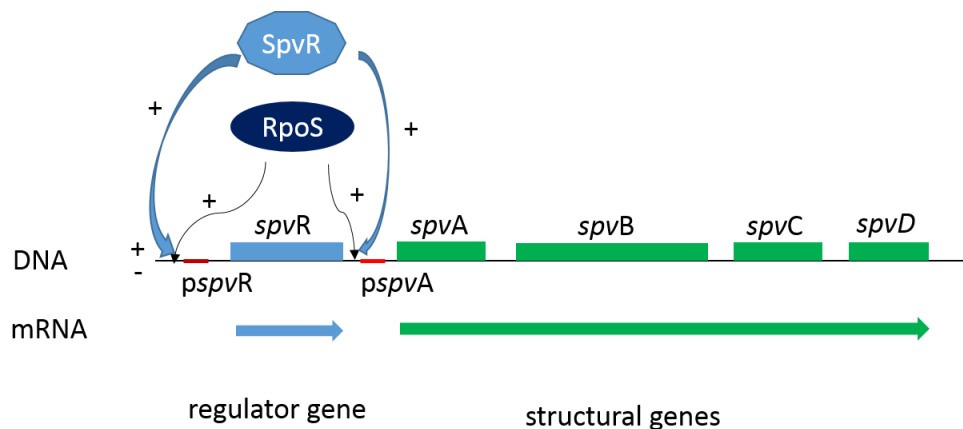 SpvR
+
RpoS
+
+
+
spvR
spvA
spvB
spvC
spvD
DNA
+
-
pspvR
pspvA
mRNA
regulator gene
structural genes